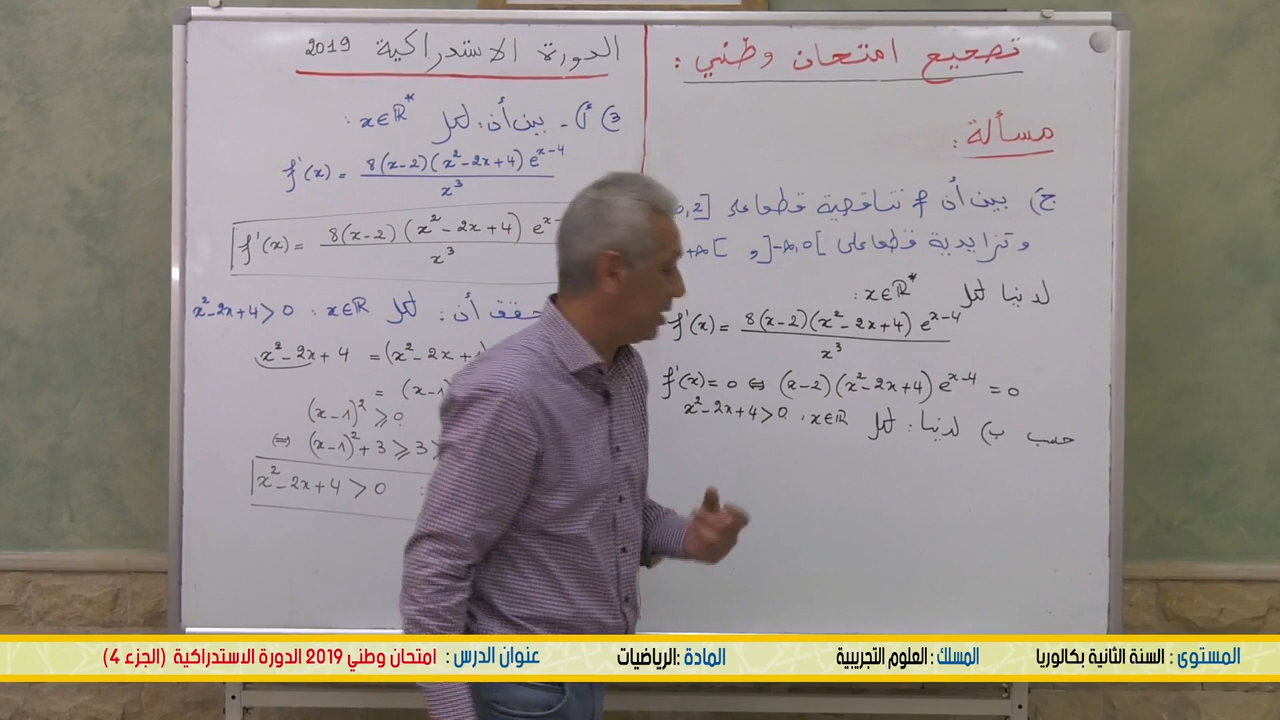 تصحيح امتحان وطني :
مسألة :
ج) بين أن f تناقصية قطعا على ,2]
و تزايدية قطعا على ]-∞,0[ و ]
لدينا لكل x∈ℝ* :
f'(x) = 8(x-2)(x²-2x+4) e^(x-4) / x³
f'(x)=0 ⇔ (x-2)(x²-2x+4) e^(x-4) = 0
حسب ب) لدينا : لكل x∈ℝ : x²-2x+4>0
الدورة الاستدراكية 2019
3) أ- بين أن : لكل x∈ℝ* :
f'(x) = 8(x-2)(x²-2x+4) e^(x-4) / x³
f'(x) = 8(x-2)(x²-2x+4) e^x- / x³
حقق أن : لكل x∈ℝ : x²-2x+4>0
x²-2x+4 = (x²-2x+1)
= (x-1)
(x-1)² ≥ 0
⇔ (x-1)²+3 ≥ 3 >
x²-2x+4 > 0
المستوى : السنة الثانية بكالوريا المسلك : العلوم التجريبية المادة :الرياضيات عنوان الدرس : امتحان وطني 2019 الدورة الاستدراكية (الجزء 4)